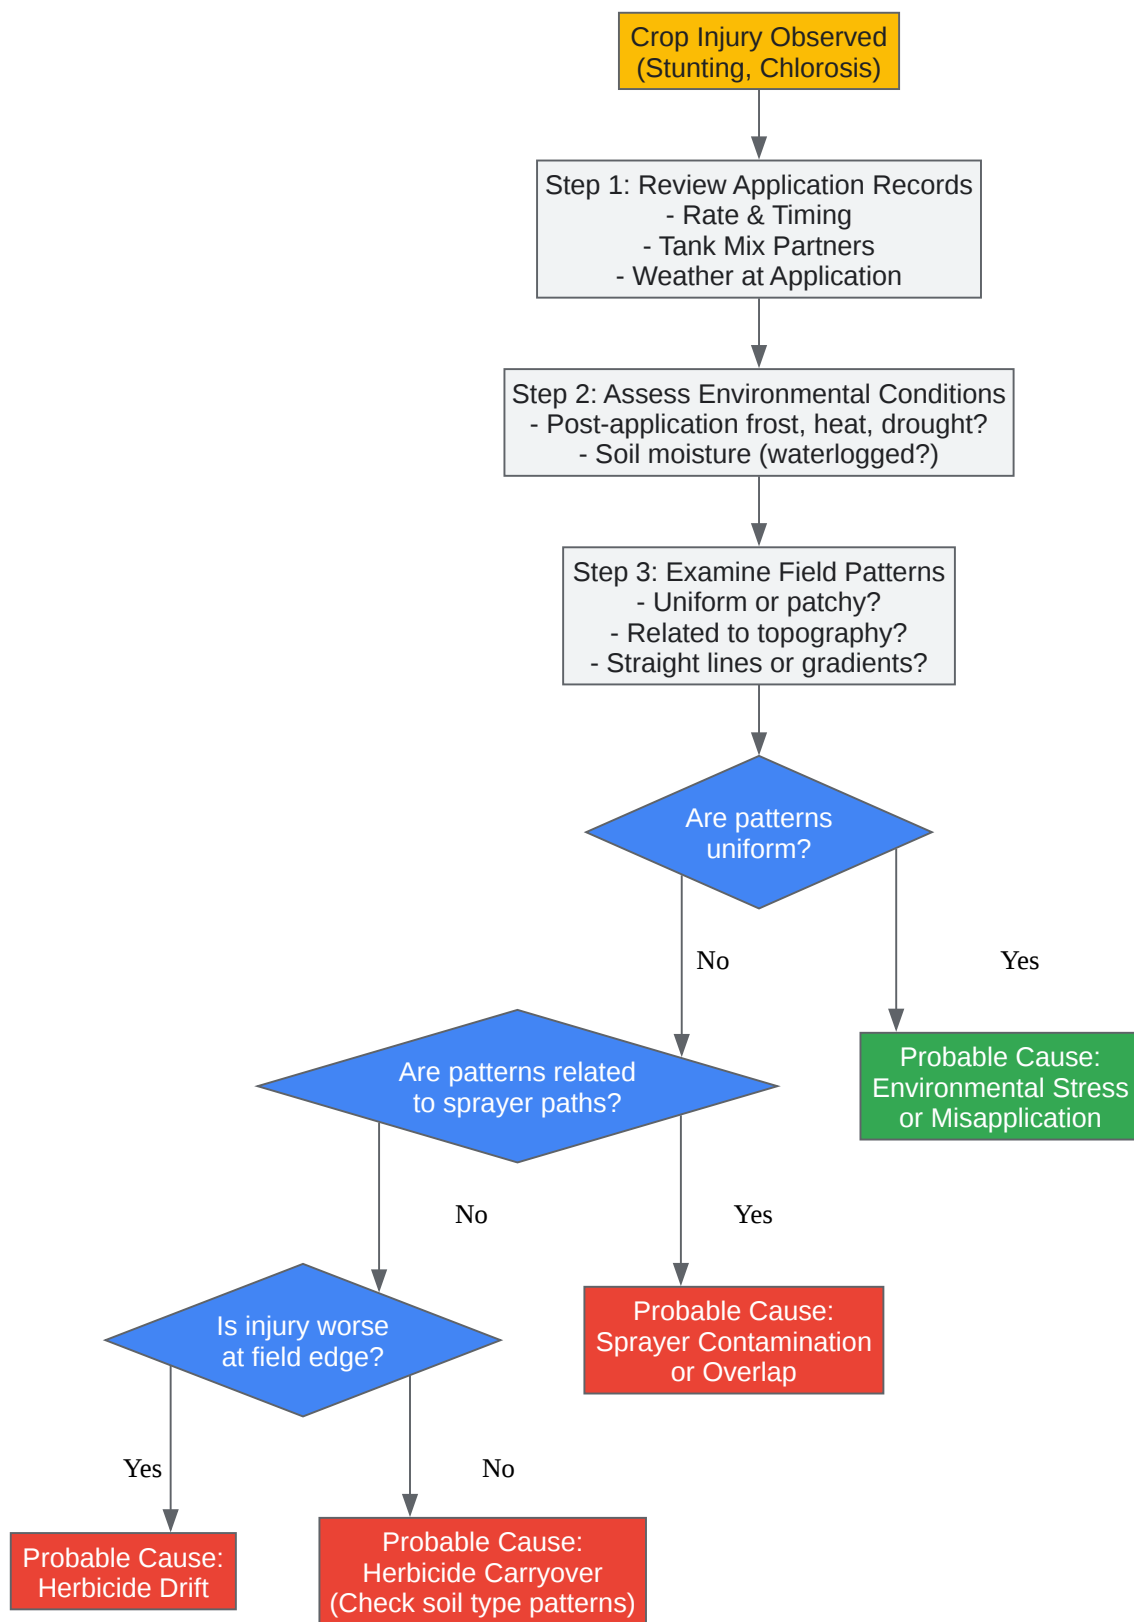 Crop Injury Observed
(Stunting, Chlorosis)
Step 1: Review Application Records
- Rate & Timing
- Tank Mix Partners
- Weather at Application
Step 2: Assess Environmental Conditions
- Post-application frost, heat, drought?
- Soil moisture (waterlogged?)
Step 3: Examine Field Patterns
- Uniform or patchy?
- Related to topography?
- Straight lines or gradients?
Are patterns
uniform?
No
Yes
Are patterns related
to sprayer paths?
Probable Cause:
Environmental Stress
or Misapplication
No
Yes
Is injury worse
at field edge?
Probable Cause:
Sprayer Contamination
or Overlap
Yes
No
Probable Cause:
Herbicide Drift
Probable Cause:
Herbicide Carryover
(Check soil type patterns)